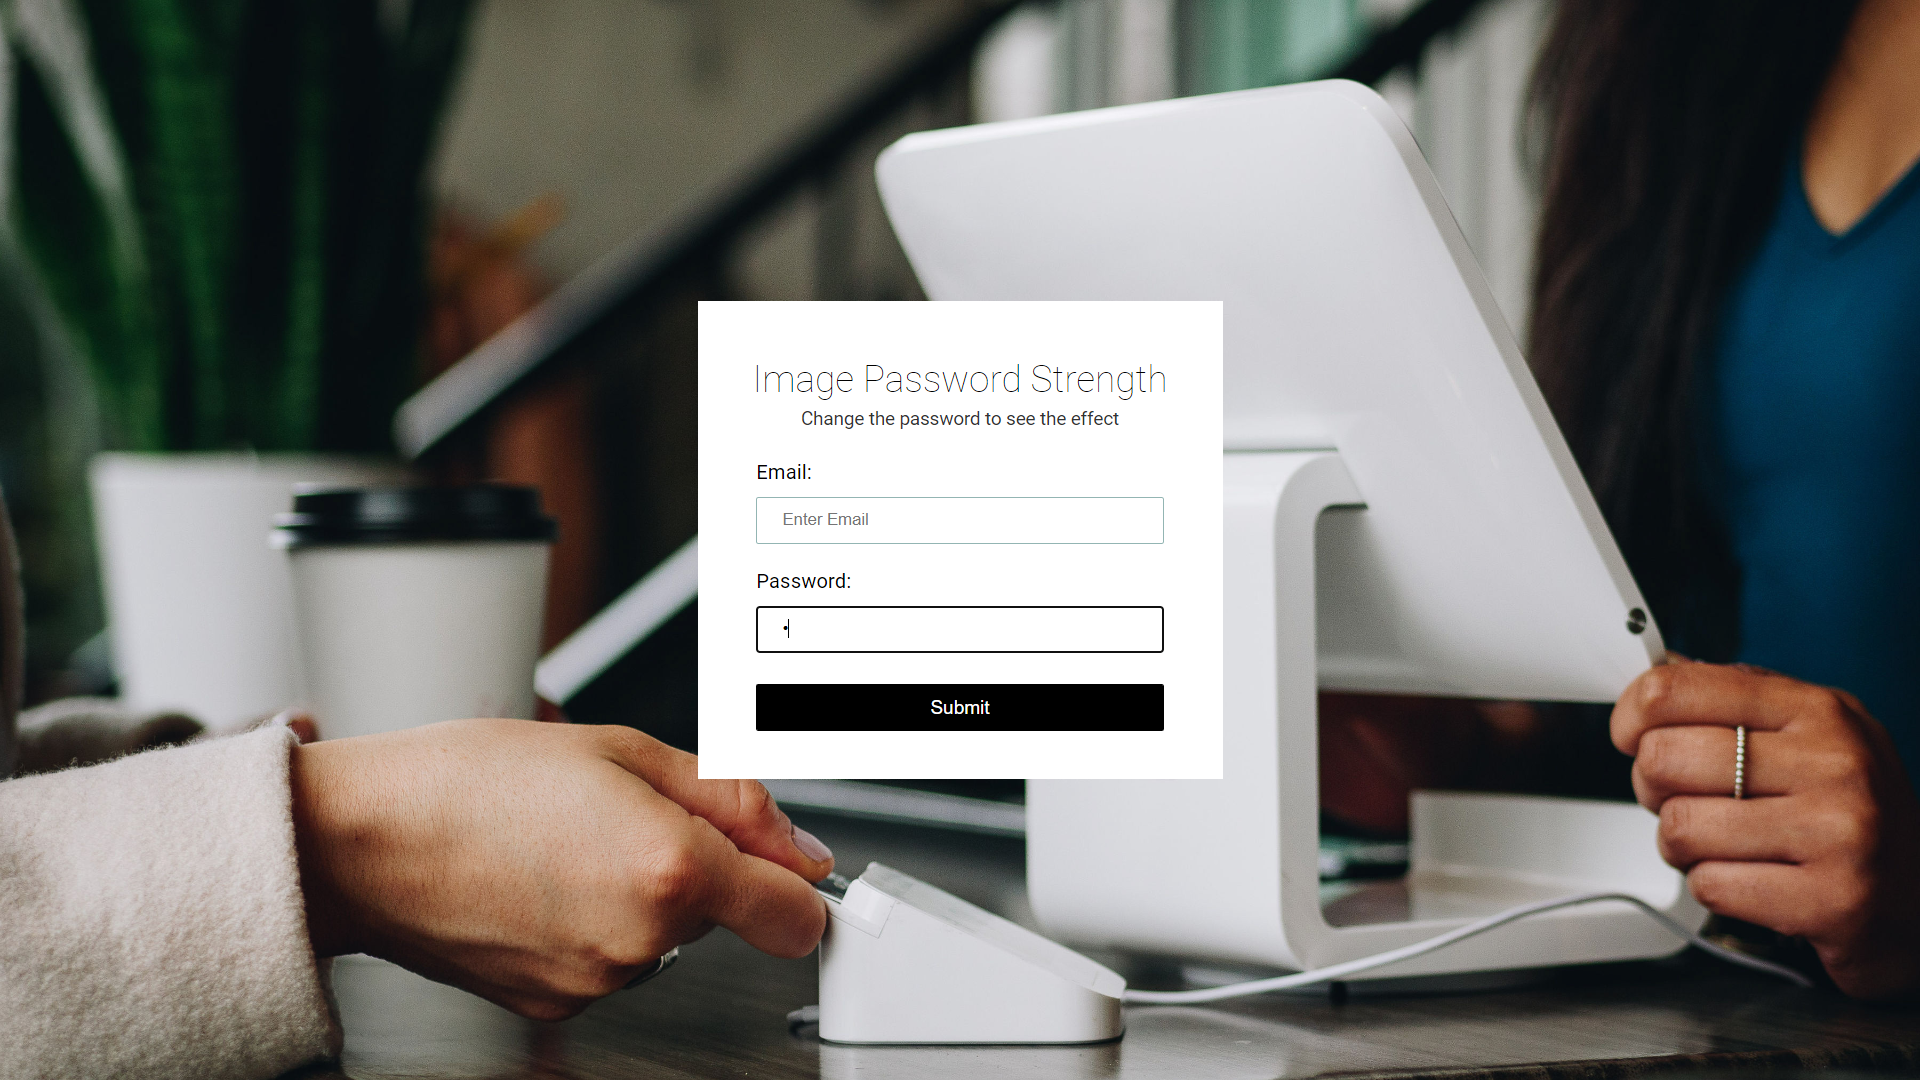 Image Password Strength
Change the password to see the effect
Email:
Enter Email
Password:
•
Submit